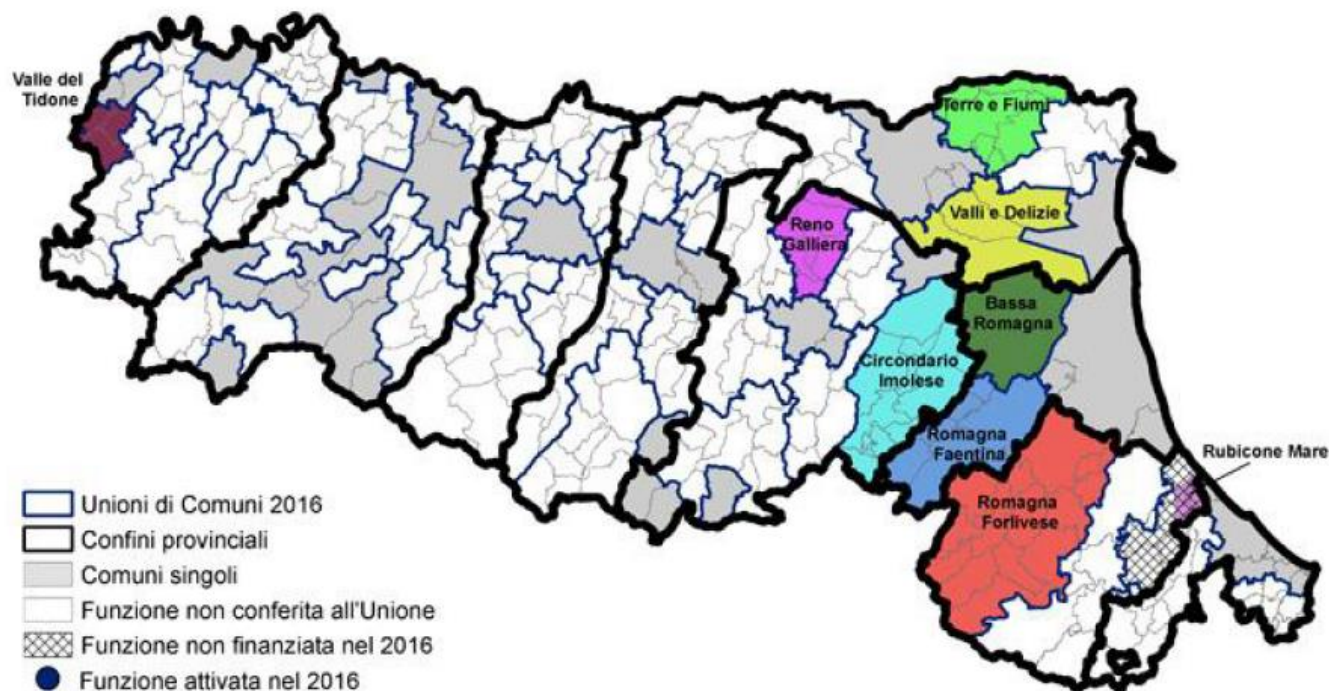 Valle del
Tidone
Terre e Fiumi
Valli e Delizie
Reno
Galliera
Bassa
Romagna
Circondario
Imolese
Romagna
Faentina
Rubicone Mare
Romagna
Forlivese
Unioni di Comuni 2016
Confini provinciali
Comuni singoli
Funzione non conferita all'Unione
Funzione non finanziata nel 2016
Funzione attivata nel 2016